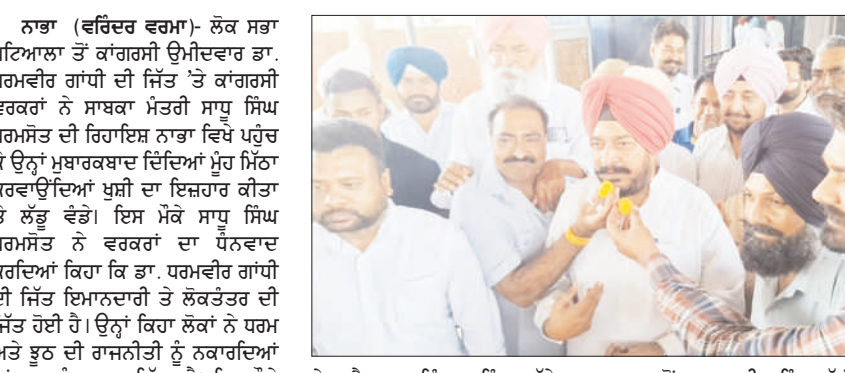 ਨਾਭਾ (ਵਰਿੰਦਰ ਵਰਮਾ)- ਲੋਕ ਸਭਾ
ਪਟਿਆਲਾ ਤੋਂ ਕਾਂਗਰਸੀ ਉਮੀਦਵਾਰ ਡਾ.
ਧਰਮਵੀਰ ਗਾਂਧੀ ਦੀ ਜਿੱਤ 'ਤੇ ਕਾਂਗਰਸੀ
ਵਰਕਰਾਂ ਨੇ ਸਾਬਕਾ ਮੰਤਰੀ ਸਾਧੂ ਸਿੰਘ
ਧਰਮਸੋਤ ਦੀ ਰਿਹਾਇਸ਼ ਨਾਭਾ ਵਿਖੇ ਪਹੁੰਚ
ਕੇ ਉਨ੍ਹਾਂ ਮੁਬਾਰਕਬਾਦ ਦਿੰਦਿਆਂ ਮੂੰਹ ਮਿੱਠਾ
ਕਰਵਾਉਂਦਿਆਂ ਖੁਸ਼ੀ ਦਾ ਇਜ਼ਹਾਰ ਕੀਤਾ
ਤੇ ਲੱਡੂ ਵੰਡੇ। ਇਸ ਮੌਕੇ ਸਾਧੂ ਸਿੰਘ
ਧਰਮਸੋਤ ਨੇ ਵਰਕਰਾਂ ਦਾ ਧੰਨਵਾਦ
ਕਰਦਿਆਂ ਕਿਹਾ ਕਿ ਡਾ. ਧਰਮਵੀਰ ਗਾਂਧੀ
ਦੀ ਜਿੱਤ ਇਮਾਨਦਾਰੀ ਤੇ ਲੋਕਤੰਤਰ ਦੀ
ਜਿੱਤ ਹੋਈ ਹੈ। ਉਨ੍ਹਾਂ ਕਿਹਾ ਲੋਕਾਂ ਨੇ ਧਰਮ
ਅਤੇ ਝੂਠ ਦੀ ਰਾਜਨੀਤੀ ਨੂੰ ਨਕਾਰਦਿਆਂ